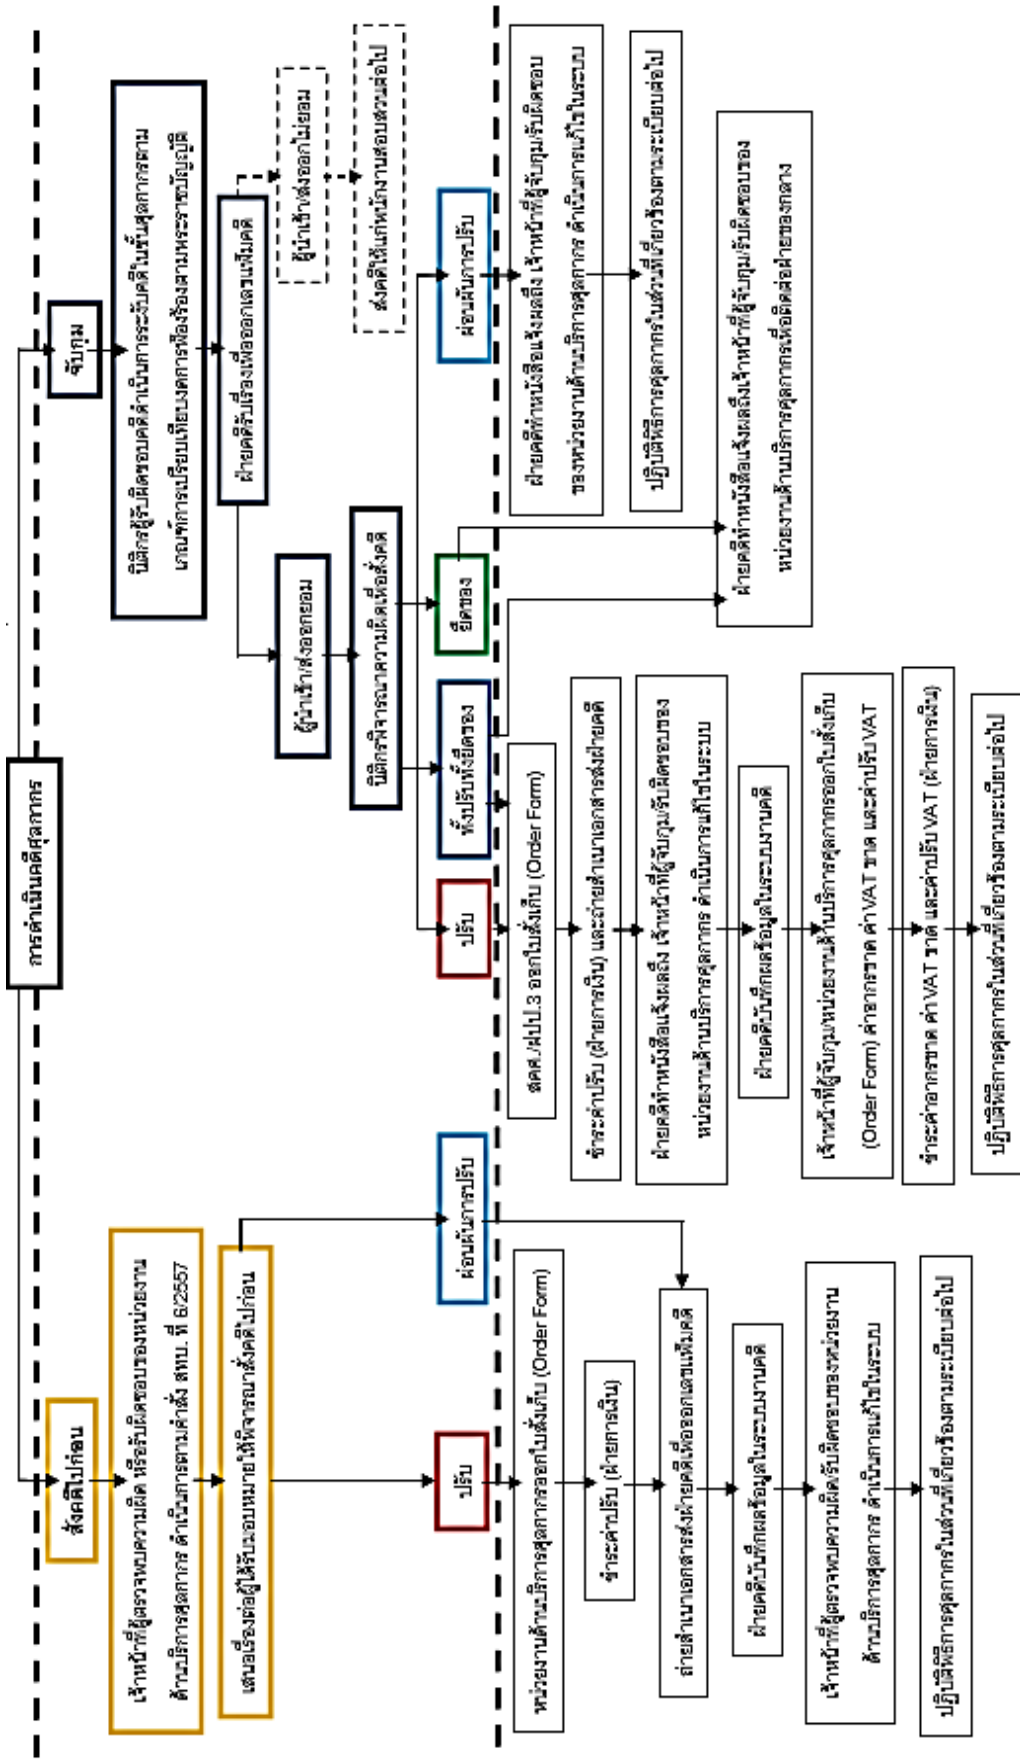 การดำเนินคดีศุลกากร
สั่งคดีไปก่อน
เจ้าหน้าที่ผู้ตรวจพบความผิด หรือรับผิดชอบของหน่วยงาน
ด้านบริการศุลกากร ดำเนินการตามคำสั่ง สทบ. ที่ 6/2557
เสนอเรื่องต่อผู้ได้รับมอบหมายให้พิจารณาสั่งคดีไปก่อน
ปรับ
ผ่อนผันการปรับ
หน่วยงานด้านบริการศุลกากรออกใบสั่งเก็บ (Order Form)
ชำระค่าปรับ (ฝ่ายการเงิน)
ถ่ายสำเนาเอกสารส่งฝ่ายคดีเพื่อออกเลขแฟ้มคดี
ฝ่ายคดีบันทึกผลข้อมูลในระบบงานคดี
เจ้าหน้าที่ผู้ตรวจพบความผิด/รับผิดชอบของหน่วยงาน
ด้านบริการศุลกากร ดำเนินการแก้ไขในระบบ
ปฏิบัติพิธีการศุลกากรในส่วนที่เกี่ยวข้องตามระเบียบต่อไป
จับกุม
นิติกรผู้รับผิดชอบคดีดำเนินการระงับคดีในชั้นศุลกากรตาม
เกณฑ์การเปรียบเทียบงดการฟ้องร้องตามพระราชบัญญัติ
ฝ่ายคดีรับเรื่องเพื่อออกเลขแฟ้มคดี
ผู้นำเข้า/ส่งออกยอม
ผู้นำเข้า/ส่งออกไม่ยอม
นิติกรพิจารณาความผิดเพื่อสั่งคดี
ส่งคดีให้แก่พนักงานสอบสวนต่อไป
ปรับ
ทั้งปรับทั้งยึดของ
ยึดของ
ผ่อนผันการปรับ
สคศ./ฝปป.3 ออกใบสั่งเก็บ (Order Form)
ชำระค่าปรับ (ฝ่ายการเงิน) และถ่ายสำเนาเอกสารส่งฝ่ายคดี
ฝ่ายคดีทำหนังสือแจ้งผลถึง เจ้าหน้าที่ผู้จับกุม/รับผิดชอบของ
หน่วยงานด้านบริการศุลกากร ดำเนินการแก้ไขในระบบ
ฝ่ายคดีบันทึกผลข้อมูลในระบบงานคดี
เจ้าหน้าที่ผู้จับกุม/หน่วยงานด้านบริการศุลกากรออกใบสั่งเก็บ
(Order Form) ค่าอากรขาด ค่า VAT ขาด และค่าปรับ VAT
ชำระค่าอากรขาด ค่า VAT ขาด และค่าปรับ VAT (ฝ่ายการเงิน)
ปฏิบัติพิธีการศุลกากรในส่วนที่เกี่ยวข้องตามระเบียบต่อไป
ฝ่ายคดีทำหนังสือแจ้งผลถึง เจ้าหน้าที่ผู้จับกุม/รับผิดชอบ
ของหน่วยงานด้านบริการศุลกากร ดำเนินการแก้ไขในระบบ
ปฏิบัติพิธีการศุลกากรในส่วนที่เกี่ยวข้องตามระเบียบต่อไป
ฝ่ายคดีทำหนังสือแจ้งผลถึงเจ้าหน้าที่ผู้จับกุม/รับผิดชอบของ
หน่วยงานด้านบริการศุลกากรเพื่อติดต่อฝ่ายของกลาง